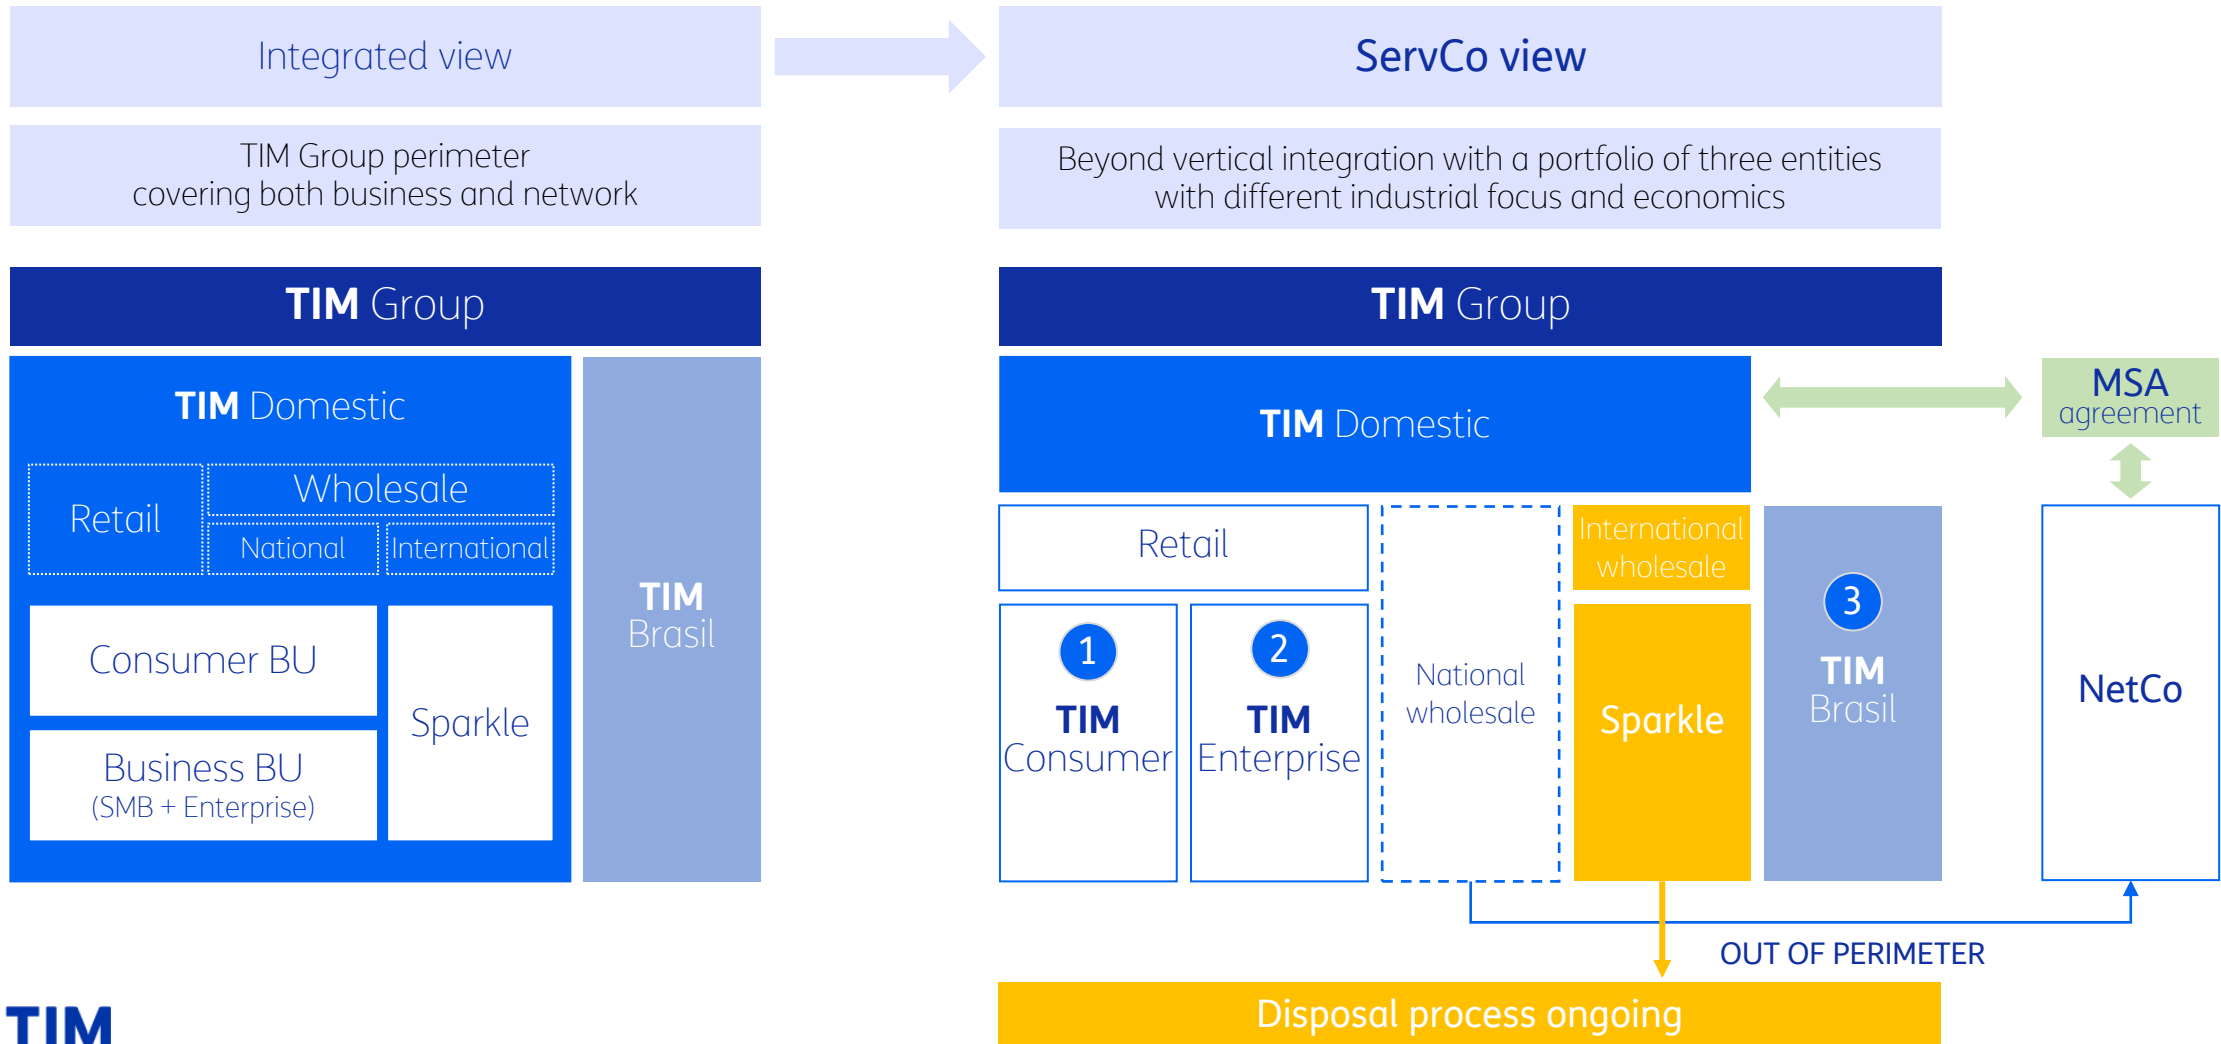 Integrated view
TIM Group perimeter
covering both business and network
TIM Group
TIM Domestic
Retail
Wholesale
National
International
Consumer BU
Business BU
(SMB + Enterprise)
Sparkle
TIM
Brasil
ServCo view
Beyond vertical integration with a portfolio of three entities
with different industrial focus and economics
TIM Group
TIM Domestic
MSA
agreement
Retail
1
TIM
Consumer
2
TIM
Enterprise
National
wholesale
International
wholesale
Sparkle
3
TIM
Brasil
NetCo
OUT OF PERIMETER
Disposal process ongoing
TIM